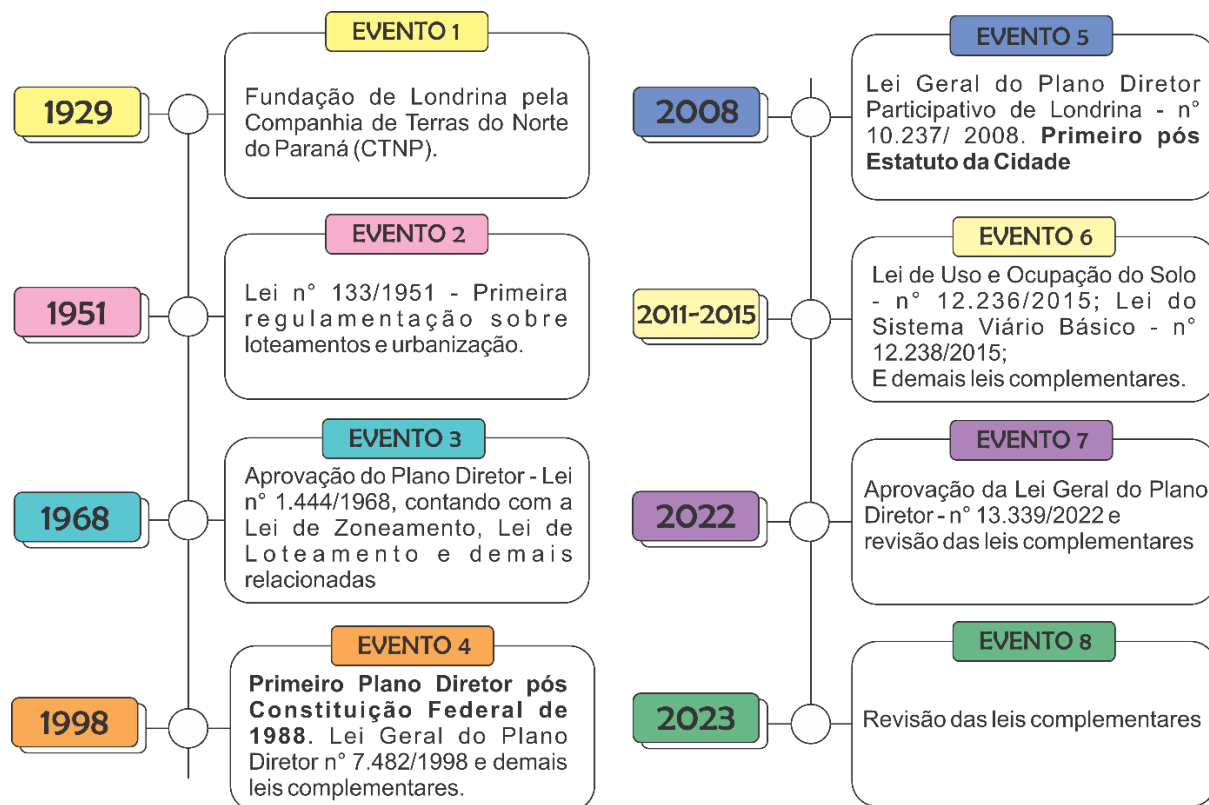 EVENTO 1
1929
Fundação de Londrina pela
Companhia de Terras do Norte
do Paraná (CTNP).
EVENTO 2
1951
Lei n° 133/1951 - Primeira
regulamentação sobre
loteamentos e urbanização.
EVENTO 3
1968
Aprovação do Plano Diretor - Lei
n° 1.444/1968, contando com a
Lei de Zoneamento, Lei de
Loteamento e demais
relacionadas
EVENTO 4
1998
Primeiro Plano Diretor pós
Constituição Federal de
1988. Lei Geral do Plano
Diretor n° 7.482/1998 e demais
leis complementares.
EVENTO 5
2008
Lei Geral do Plano Diretor
Participativo de Londrina - n°
10.237/ 2008. Primeiro pós
Estatuto da Cidade
EVENTO 6
2011-2015
Lei de Uso e Ocupação do Solo
- n° 12.236/2015; Lei do
Sistema Viário Básico - n°
12.238/2015;
E demais leis complementares.
EVENTO 7
2022
Aprovação da Lei Geral do Plano
Diretor - n° 13.339/2022 e
revisão das leis complementares
EVENTO 8
2023
Revisão das leis complementares